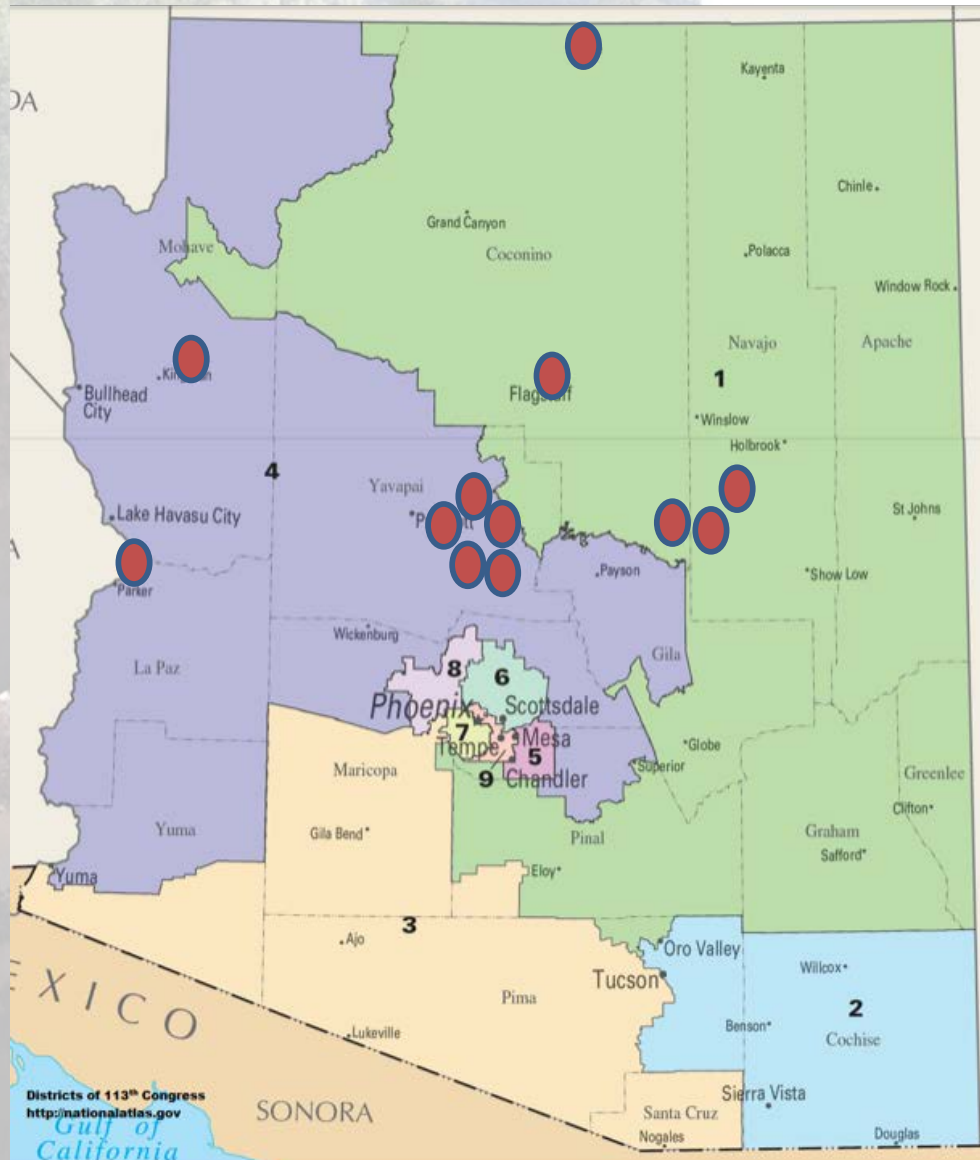 DA
Kayenta
Chinle
Grand Canyon
Mohave
Coconino
Polacca
Window Rock
Navajo
Apache
1
Bullhead
City
Winslow
Holbrook
4
Yavapai
Lake Havasu City
St Johns
Parker
Payson
Show Low
Wickenburg
La Paz
Gila
8
6
Phoenix
Scottsdale
7
Tempe
Mesa
5
Globe
Superior
9
Chandler
Maricopa
Greenlee
Clifton
Yuma
Gila Bend
Pinal
Graham
Safford
Eloy
Yuma
3
Ajo
Oro Valley
Willcox
Tucson
EXICO
Pima
2
Benson
Cochise
Lukeville
Sierra Vista
Districts of 113th Congress
http://nationalatlas.gov
SONORA
Santa Cruz
Gulf of
California
Nogales
Douglas